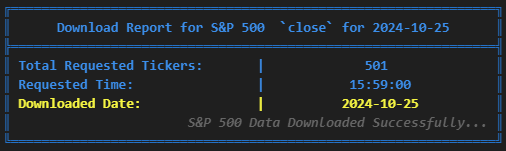 Download Report for S&P 500  `close` for 2024-10-25
Total Requested Tickers: | 501
Requested Time: | 15:59:00
Downloaded Date: | 2024-10-25
S&P 500 Data Downloaded Successfully...